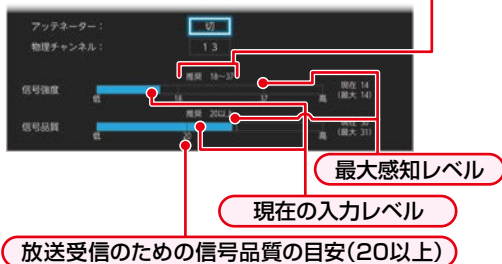 アッテネーター： 切
物理チャンネル： 13
推奨 18～37
信号強度 現在 14
低 18 37 高 (最大 14)
推奨 20以上
信号品質
低 20 高 (最大 31)
最大感知レベル
現在の入力レベル
放送受信のための信号品質の目安(20以上)